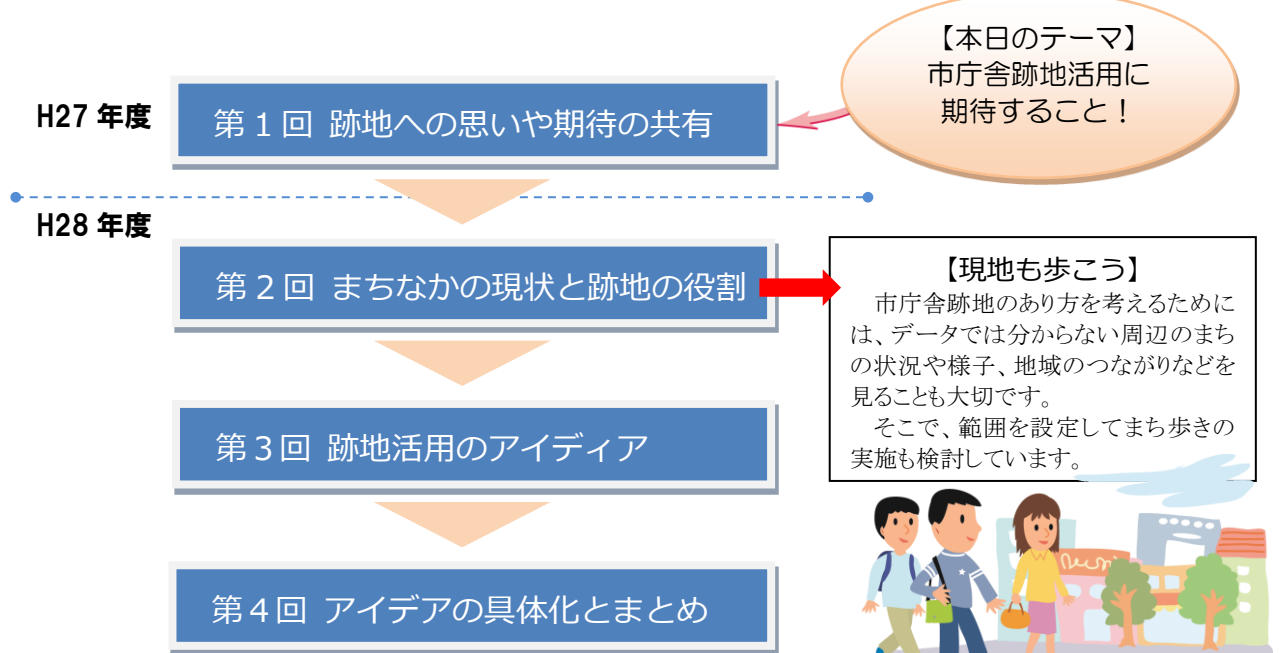 【本日のテーマ】
市庁舎跡地活用に
期待すること！
H27 年度
第１回 跡地への思いや期待の共有
H28 年度
第２回 まちなかの現状と跡地の役割
【現地も歩こう】
市庁舎跡地のあり方を考えるために
は、データでは分からない周辺のまち
の状況や様子、地域のつながりなどを
見ることも大切です。
そこで、範囲を設定してまち歩きの
実施も検討しています。
第３回 跡地活用のアイディア
第４回 アイデアの具体化とまとめ